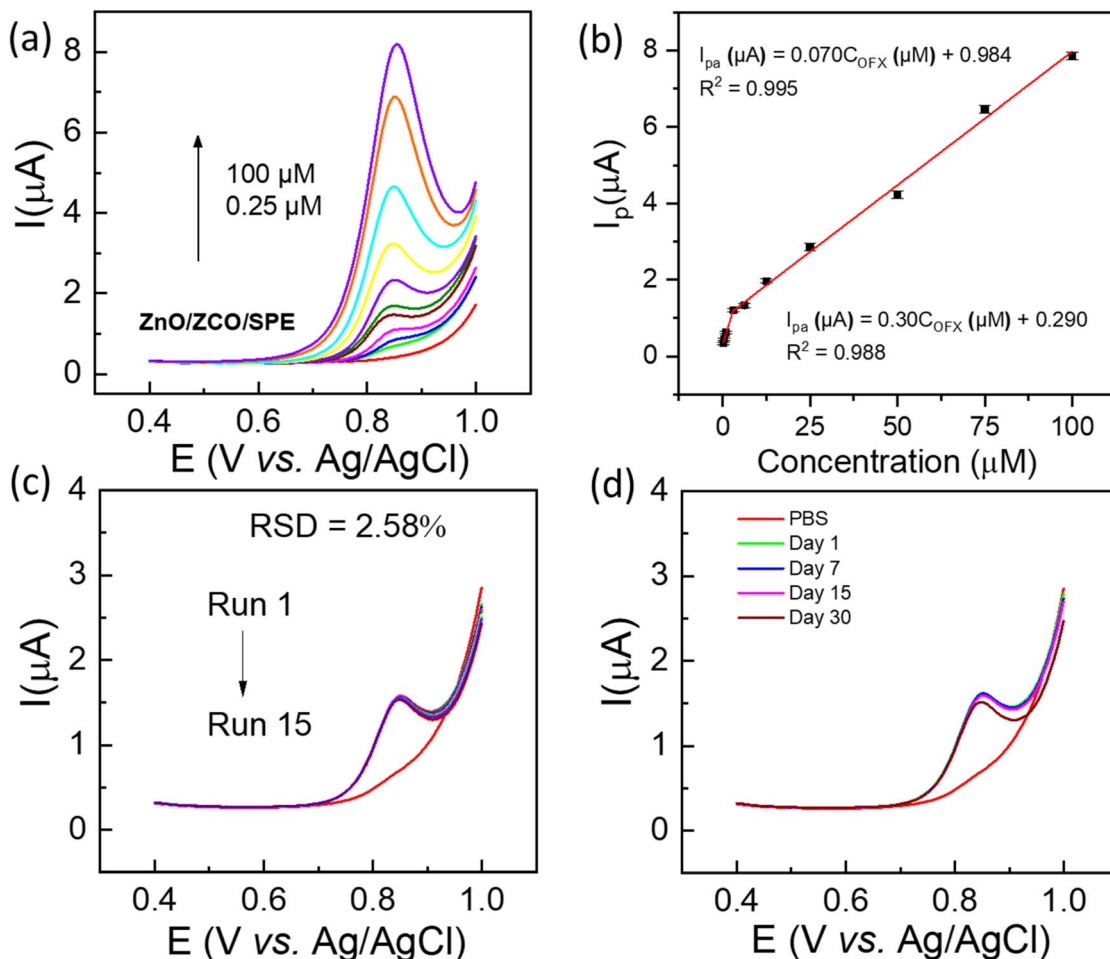 (a)
8
6
4
2
0
I(μA)
100 μM
0.25 μM
ZnO/ZCO/SPE
0.4 0.6 0.8 1.0
E (V vs. Ag/AgCl)
(b)
8
6
4
2
0
Ip(μA)
Ipa (μA) = 0.070COFX (μM) + 0.984
R² = 0.995
Ipa (μA) = 0.30COFX (μM) + 0.290
R² = 0.988
0 25 50 75 100
Concentration (μM)
(c)
4
3
2
1
0
I(μA)
RSD = 2.58%
Run 1
Run 15
0.4 0.6 0.8 1.0
E (V vs. Ag/AgCl)
(d)
4
3
2
1
0
I(μA)
PBS
Day 1
Day 7
Day 15
Day 30
0.4 0.6 0.8 1.0
E (V vs. Ag/AgCl)